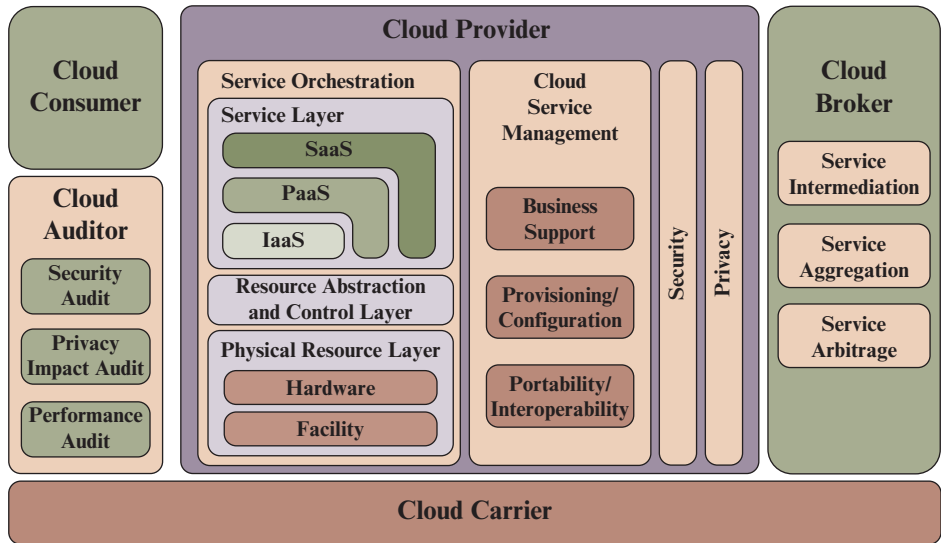 Cloud
Consumer
Cloud
Auditor
Security
Audit
Privacy
Impact Audit
Performance
Audit
Cloud Provider
Service Orchestration
Service Layer
SaaS
PaaS
IaaS
Resource Abstraction
and Control Layer
Physical Resource Layer
Hardware
Facility
Cloud
Service
Management
Business
Support
Provisioning/
Configuration
Portability/
Interoperability
Security
Privacy
Cloud
Broker
Service
Intermediation
Service
Aggregation
Service
Arbitrage
Cloud Carrier